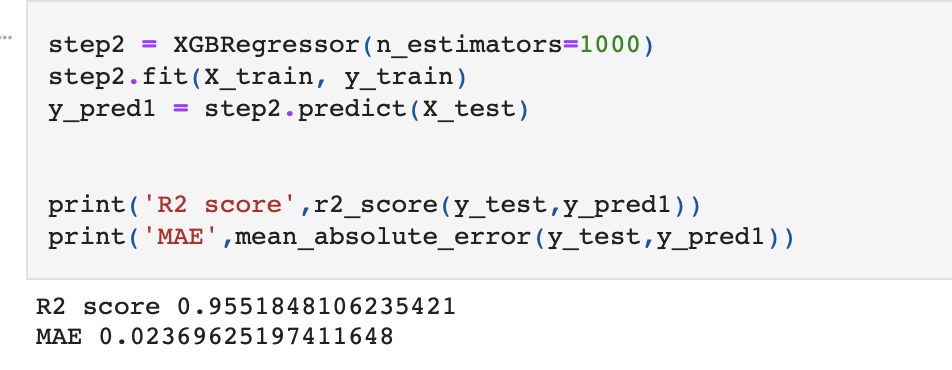 step2 = XGBRegressor(n_estimators=1000)
step2.fit(X_train, y_train)
y_pred1 = step2.predict(X_test)
print('R2 score',r2_score(y_test,y_pred1))
print('MAE',mean_absolute_error(y_test,y_pred1))
R2 score 0.9551848106235421
MAE 0.02369625197411648